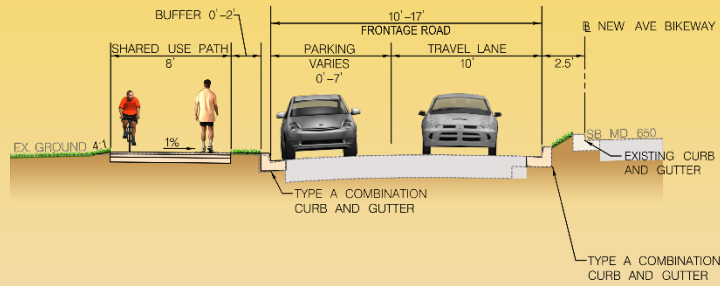 BUFFER 0'-2'
10'-17'
FRONTAGE ROAD
℄ NEW AVE BIKEWAY
SHARED USE PATH
8'
PARKING
VARIES
0'-7'
TRAVEL LANE
10'
2.5'
EX. GROUND
4:1
1%
SB MD 650
EXISTING CURB
AND GUTTER
TYPE A COMBINATION
CURB AND GUTTER
TYPE A COMBINATION
CURB AND GUTTER